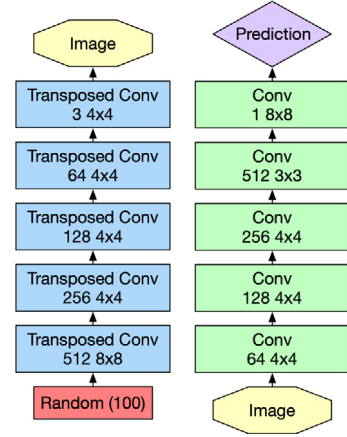 Image
Transposed Conv
3 4x4
Transposed Conv
64 4x4
Transposed Conv
128 4x4
Transposed Conv
256 4x4
Transposed Conv
512 8x8
Random (100)
Prediction
Conv
1 8x8
Conv
512 3x3
Conv
256 4x4
Conv
128 4x4
Conv
64 4x4
Image